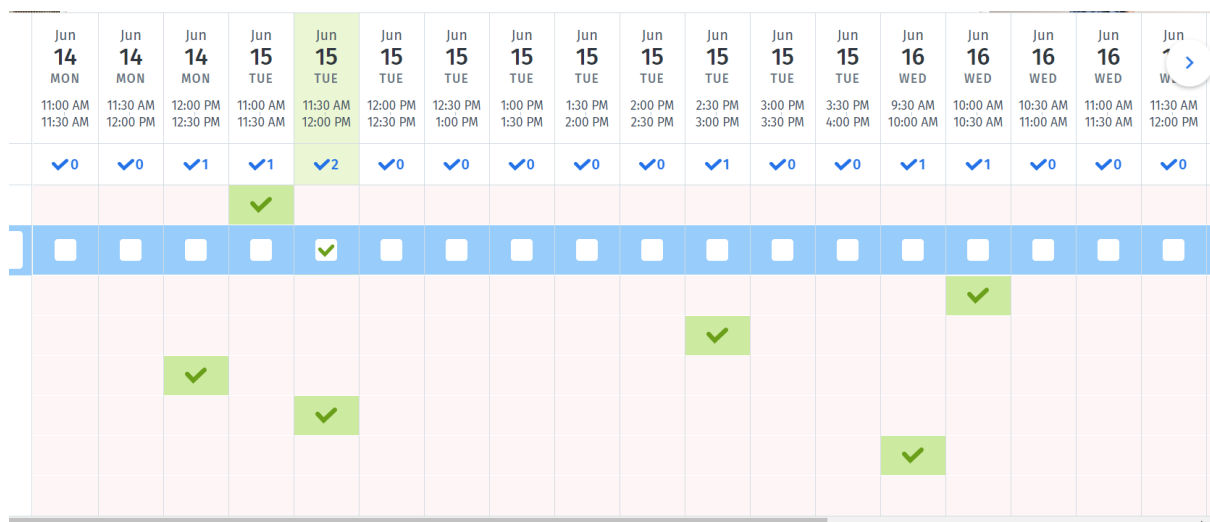 Jun Jun Jun Jun Jun Jun Jun Jun Jun Jun Jun Jun Jun Jun Jun Jun Jun Jun
14 14 14 15 15 15 15 15 15 15 15 15 15 16 16 16 16
MON MON MON TUE TUE TUE TUE TUE TUE TUE TUE TUE TUE WED WED WED WED
11:00 AM 11:30 AM 12:00 PM 11:00 AM 11:30 AM 12:00 PM 12:30 PM 1:00 PM 1:30 PM 2:00 PM 2:30 PM 3:00 PM 3:30 PM 9:30 AM 10:00 AM 10:30 AM 11:00 AM 11:30 AM
11:30 AM 12:00 PM 12:30 PM 11:30 AM 12:00 PM 12:30 PM 1:00 PM 1:30 PM 2:00 PM 2:30 PM 3:00 PM 3:30 PM 4:00 PM 10:00 AM 10:30 AM 11:00 AM 11:30 AM 12:00 PM
0 0 1 1 2 0 0 0 0 0 1 0 0 1 1 0 0 0